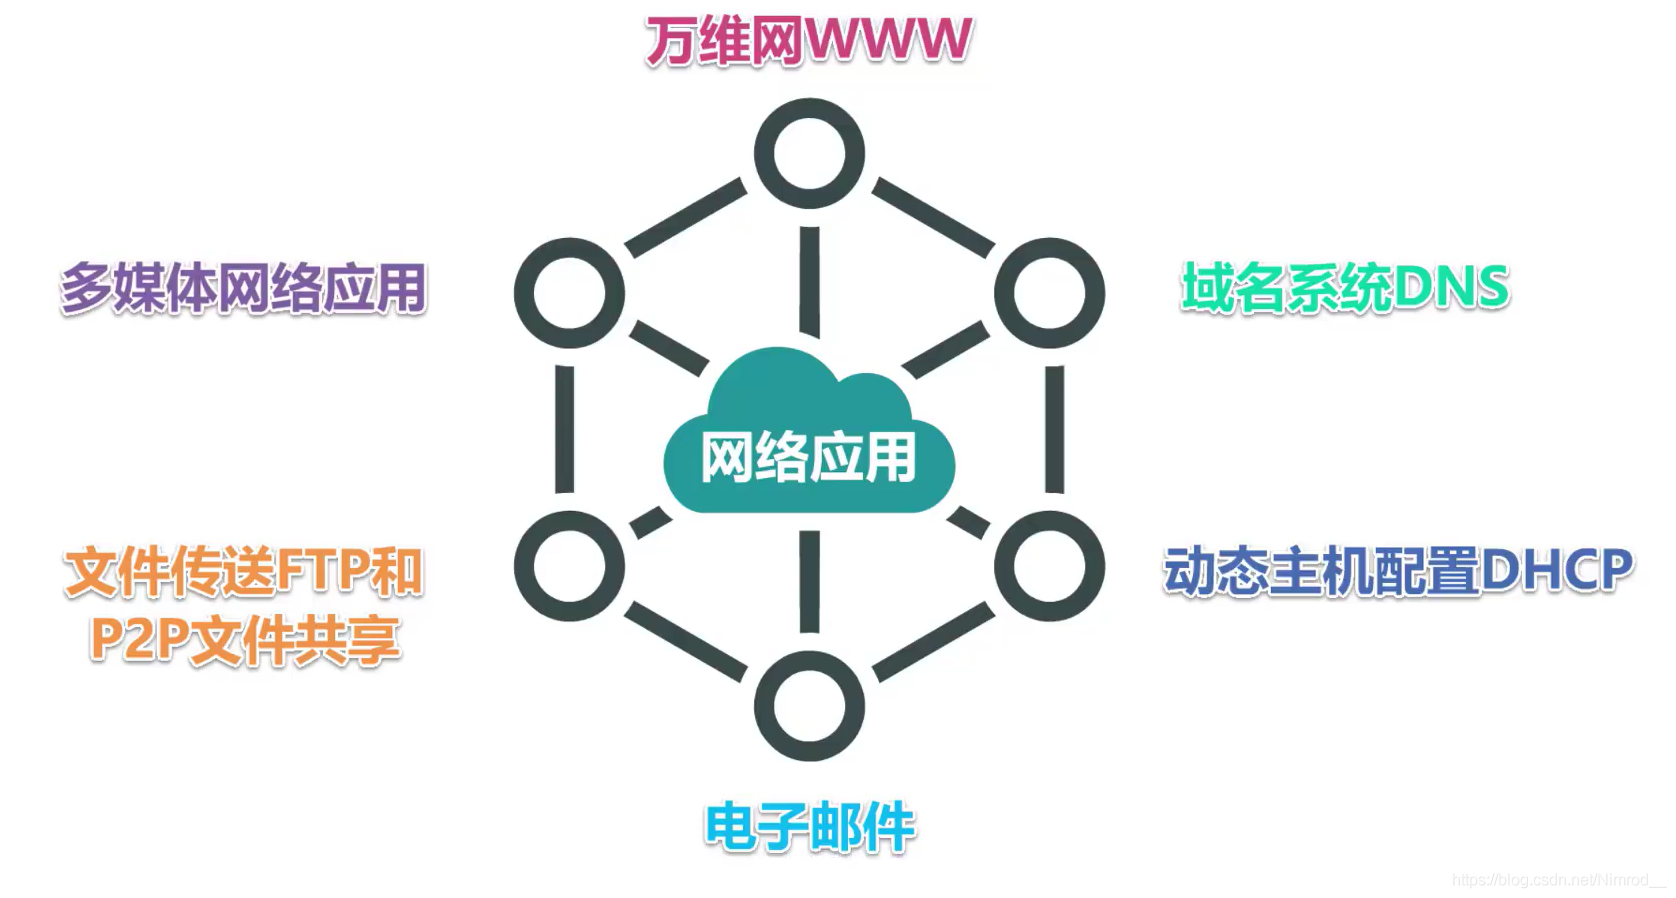 万维网WWW
多媒体网络应用
域名系统DNS
网络应用
文件传送FTP和
P2P文件共享
动态主机配置DHCP
电子邮件
https://blog.csdn.net/Nimrod__